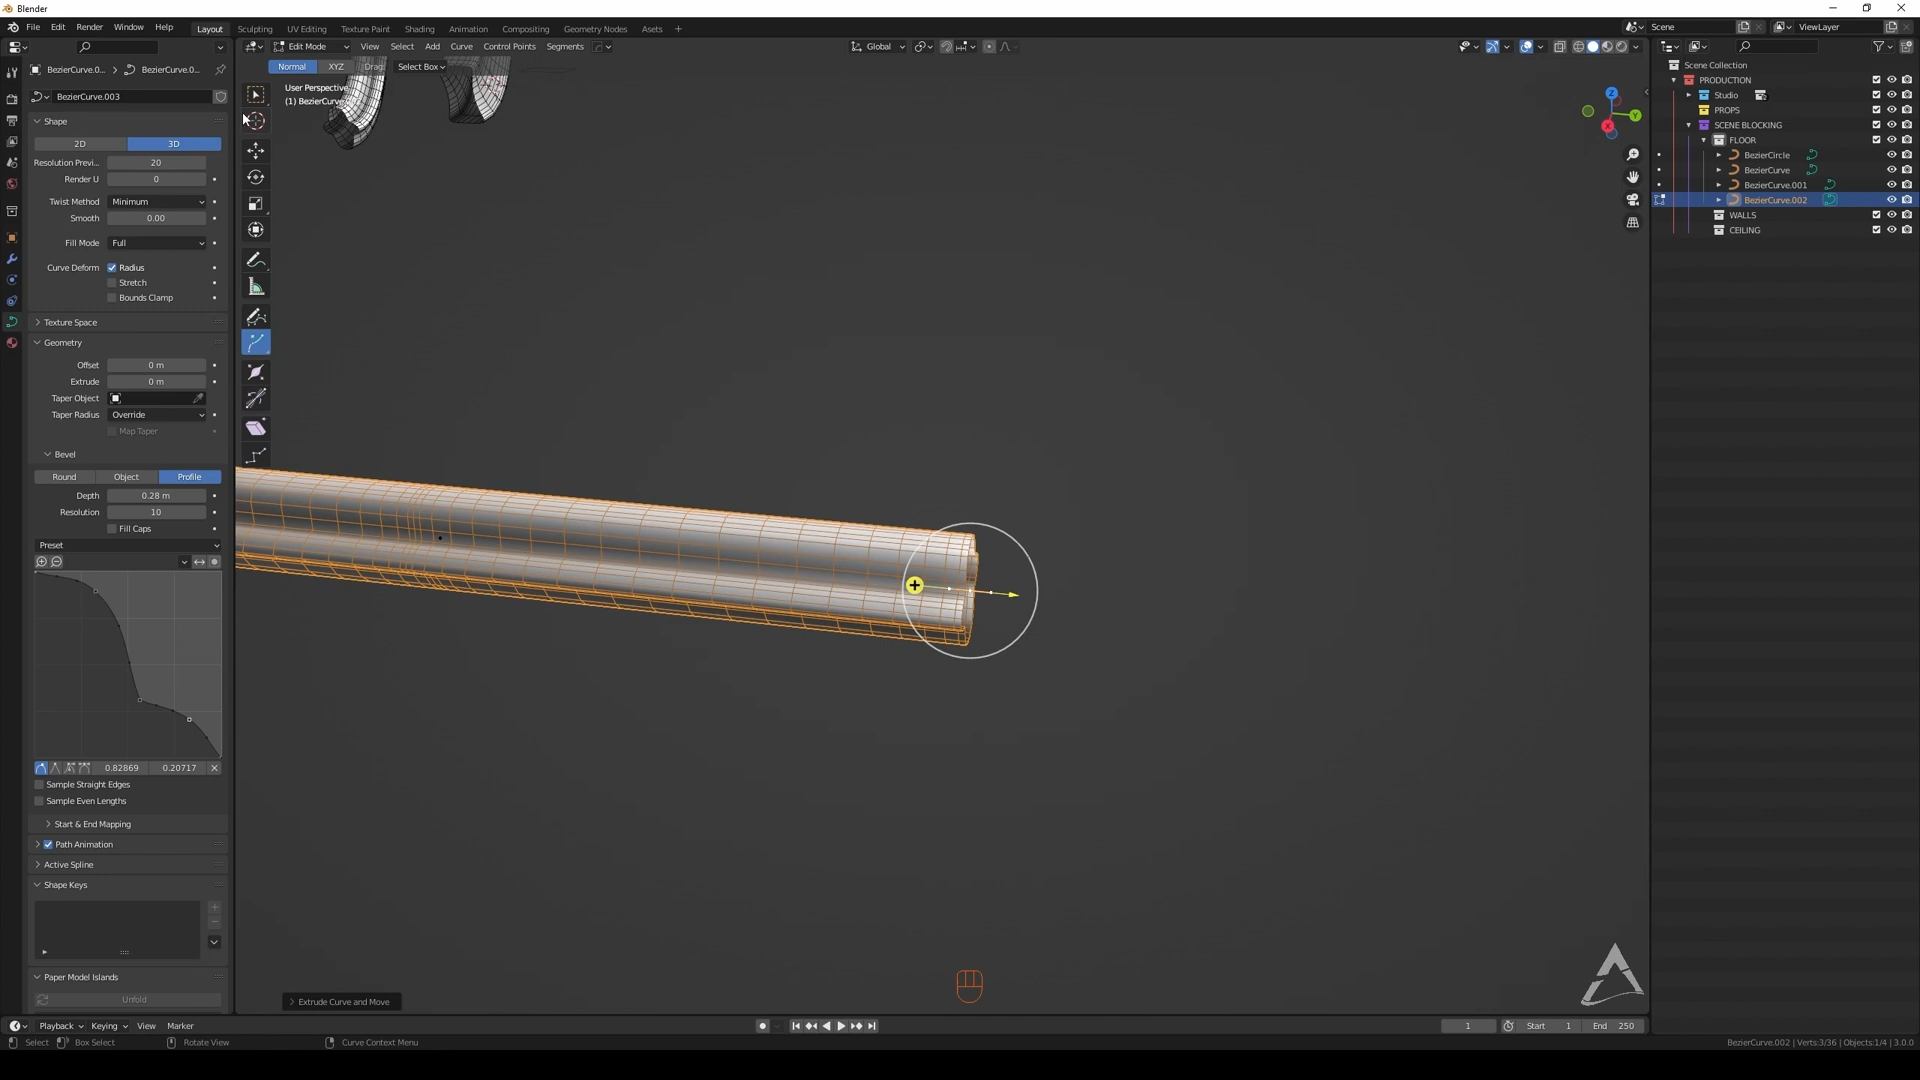 Blender
File Edit Render Window Help Layout Sculpting UV Editing Texture Paint Shading Animation Compositing Geometry Nodes Asets + Scene ViewLayer
Edit Mode View Select Add Curve Control Points Segments Global
Normal XYZ Drag: Select Box
BezierCurve.0... > BezierCurve.0...
BezierCurve.003
Shape
2D 3D
Resolution Previ... 20
Render U 0
Twist Method Minimum
Smooth 0.00
Fill Mode Full
Curve Deform Radius
Stretch
Bounds Clamp
Texture Space
Geometry
Offset 0 m
Extrude 0 m
Taper Object
Taper Radius Override
Map Taper
Bevel
Round Object Profile
Depth 0.28 m
Resolution 10
Fill Caps
Preset
0.82869 0.20717
Sample Straight Edges
Sample Even Lengths
Start & End Mapping
Path Animation
Active Spline
Shape Keys
Paper Model Islands
Unfold
User Perspective
(1) BezierCurve
Z
Y
X
Extrude Curve and Move
Scene Collection
PRODUCTION
Studio
PROPS
SCENE BLOCKING
FLOOR
BezierCircle
BezierCurve
BezierCurve.001
BezierCurve.002
WALLS
CEILING
Playback Keying View Marker 1 Start 1 End 250
Select Box Select Rotate View Curve Context Menu BezierCurve.002 | Verts:3/36 | Objects:1/4 | 3.0.0